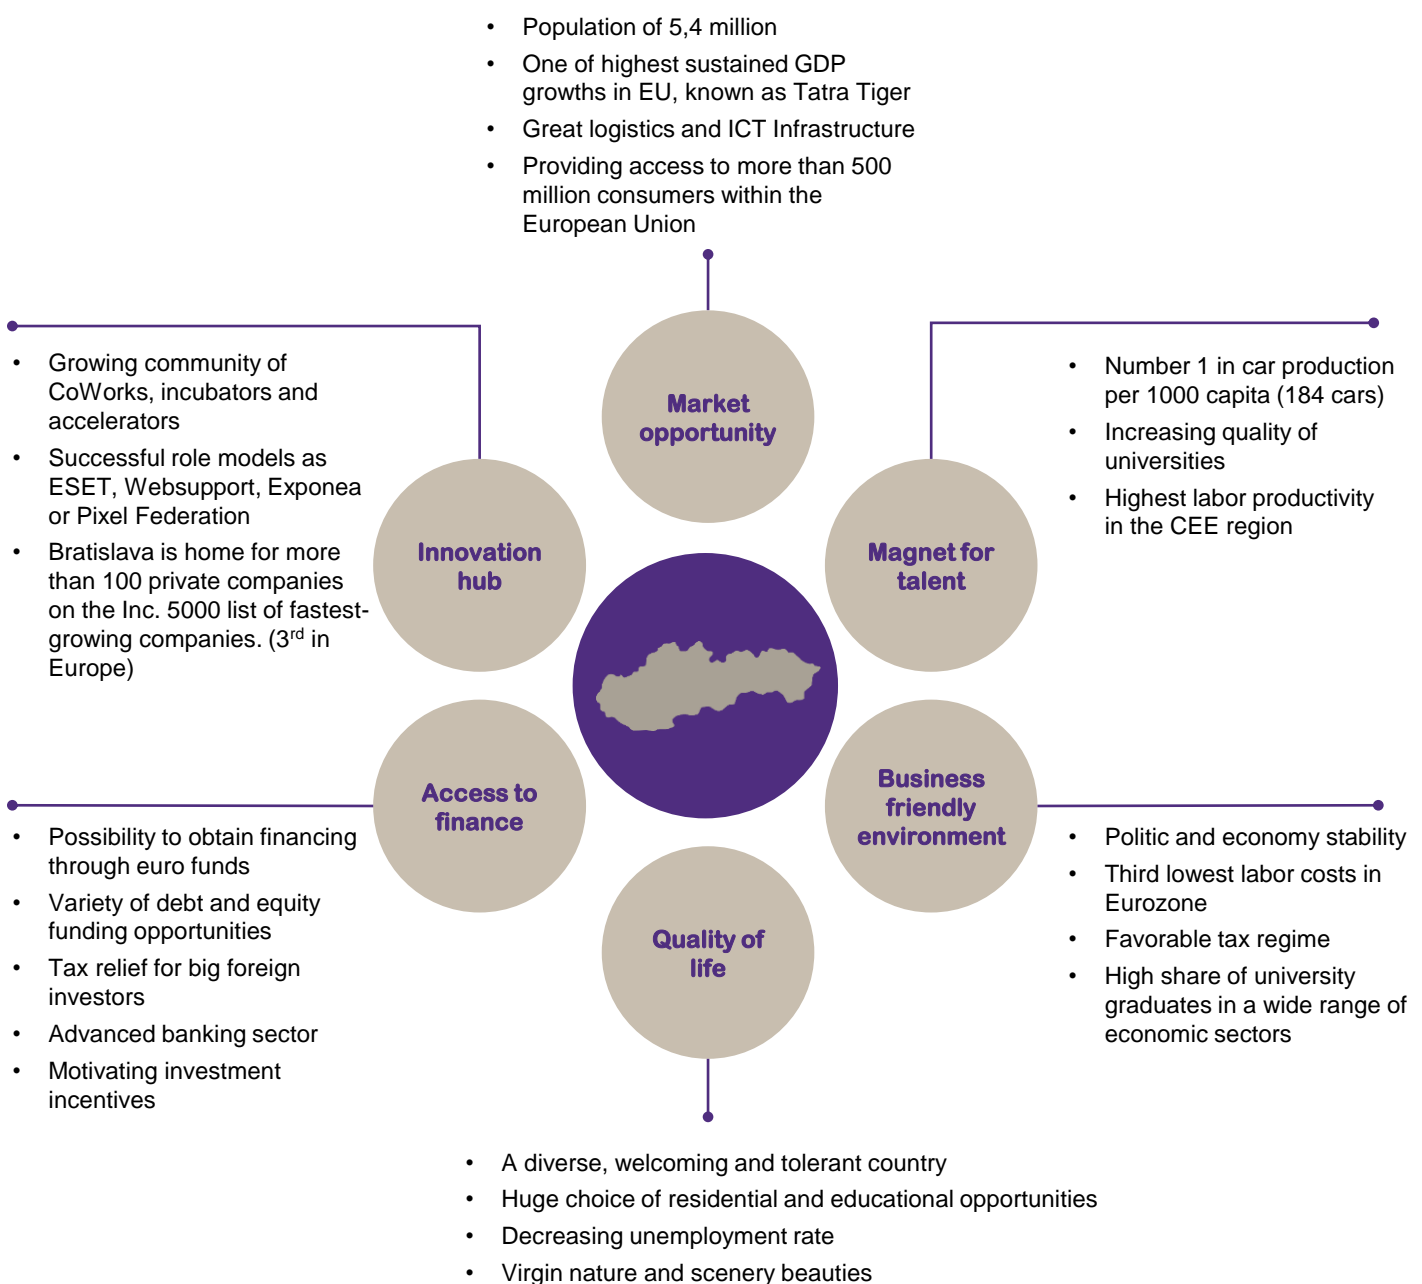 • Population of 5,4 million
• One of highest sustained GDP
growths in EU, known as Tatra Tiger
• Great logistics and ICT Infrastructure
• Providing access to more than 500
million consumers within the
European Union
Market
opportunity
• Growing community of
CoWorks, incubators and
accelerators
• Successful role models as
ESET, Websupport, Exponea
or Pixel Federation
• Bratislava is home for more
than 100 private companies
on the Inc. 5000 list of fastest-
growing companies. (3rd in
Europe)
Innovation
hub
Magnet for
talent
• Number 1 in car production
per 1000 capita (184 cars)
• Increasing quality of
universities
• Highest labor productivity
in the CEE region
Access to
finance
• Possibility to obtain financing
through euro funds
• Variety of debt and equity
funding opportunities
• Tax relief for big foreign
investors
• Advanced banking sector
• Motivating investment
incentives
Business
friendly
environment
• Politic and economy stability
• Third lowest labor costs in
Eurozone
• Favorable tax regime
• High share of university
graduates in a wide range of
economic sectors
Quality of
life
• A diverse, welcoming and tolerant country
• Huge choice of residential and educational opportunities
• Decreasing unemployment rate
• Virgin nature and scenery beauties